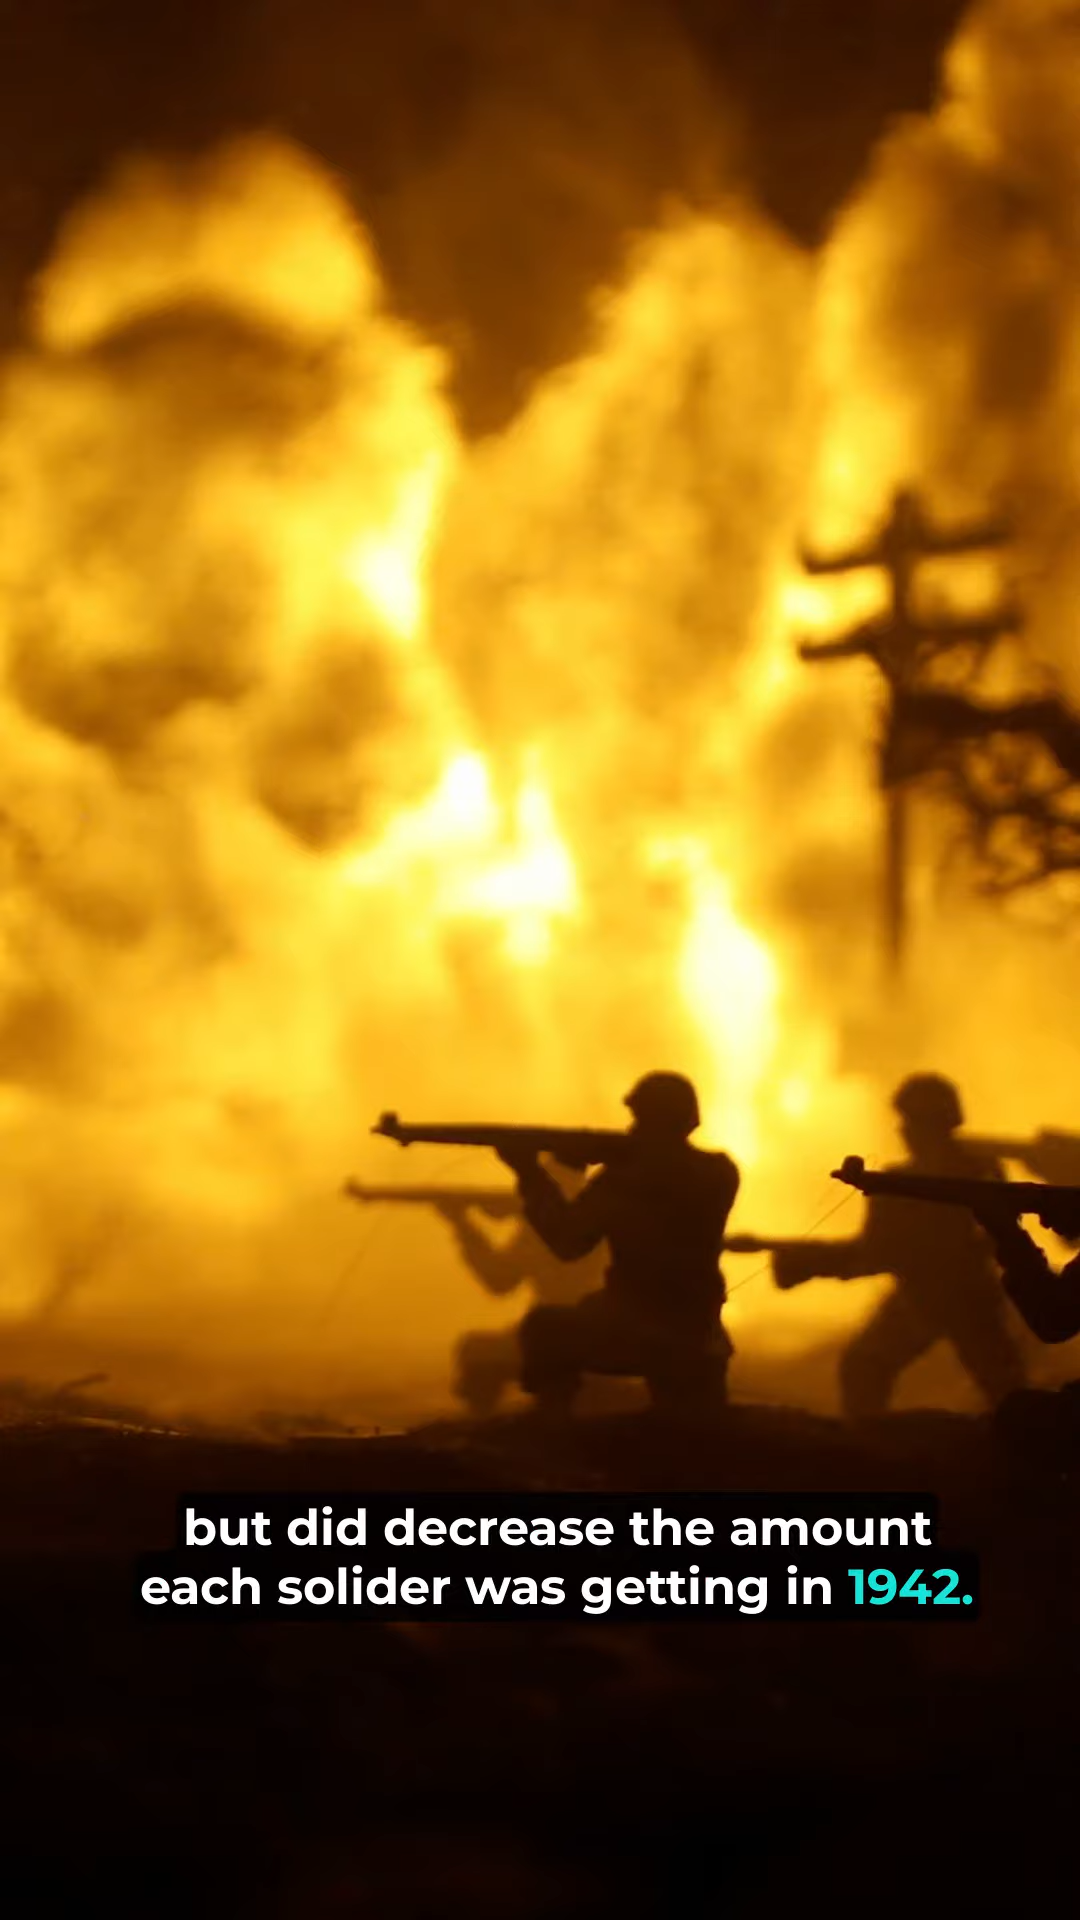 but did decrease the amount
each solider was getting in 1942.